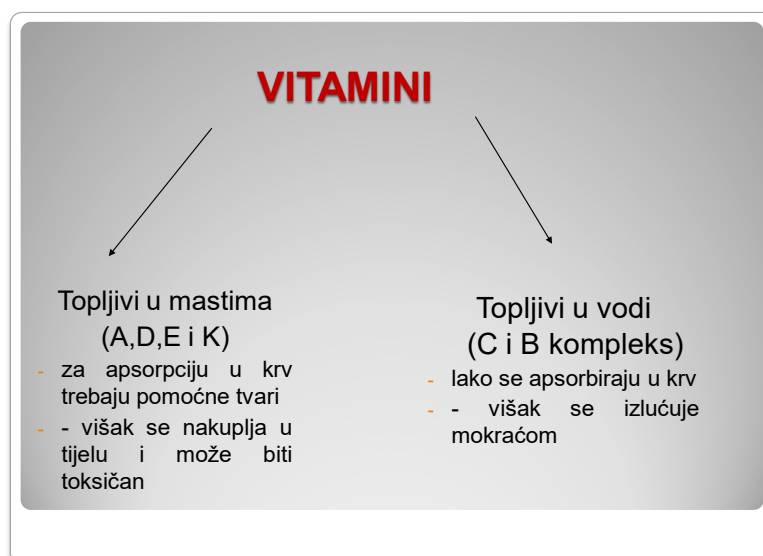 VITAMINI
Topljivi u mastima
(A,D,E i K)
- za apsorpciju u krv
trebaju pomoćne tvari
- - višak se nakuplja u
tijelu i može biti
toksičan
Topljivi u vodi
(C i B kompleks)
- lako se apsorbiraju u krv
- - višak se izlućuje
mokraćom